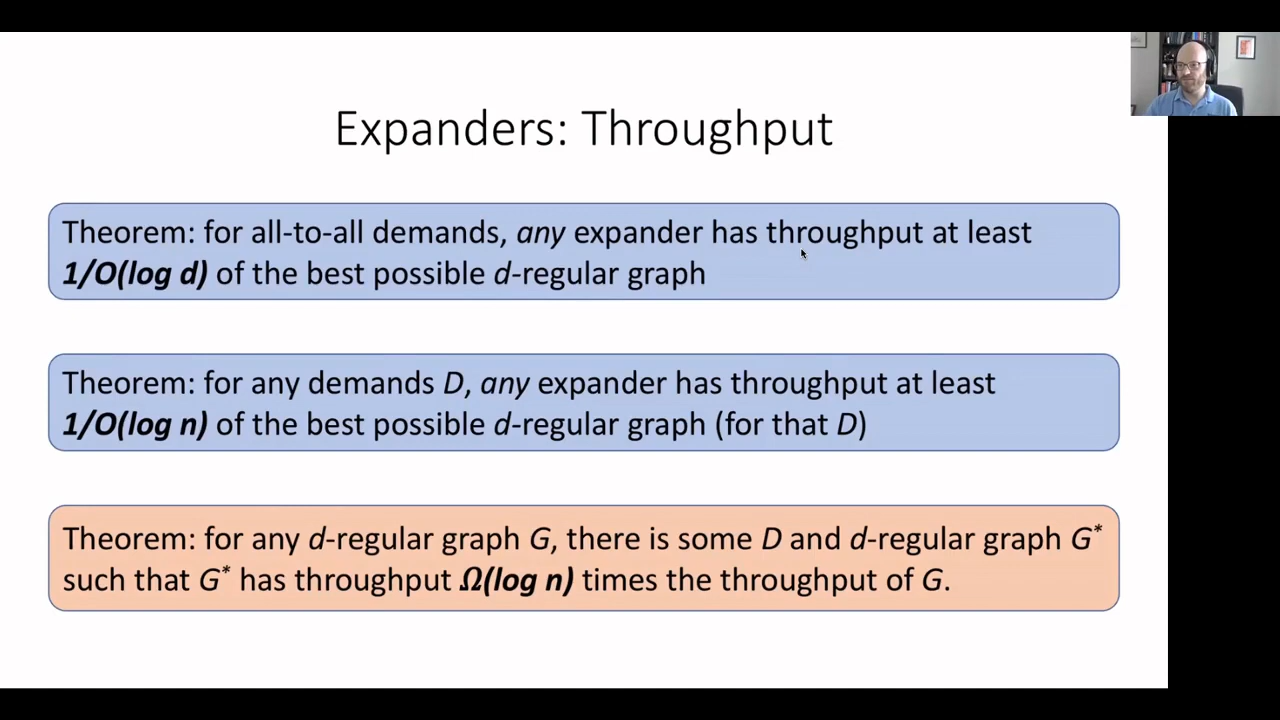 Expanders: Throughput
Theorem: for all-to-all demands, any expander has throughput at least
1/O(log d) of the best possible d-regular graph
Theorem: for any demands D, any expander has throughput at least
1/O(log n) of the best possible d-regular graph (for that D)
Theorem: for any d-regular graph G, there is some D and d-regular graph G*
such that G* has throughput Ω(log n) times the throughput of G.